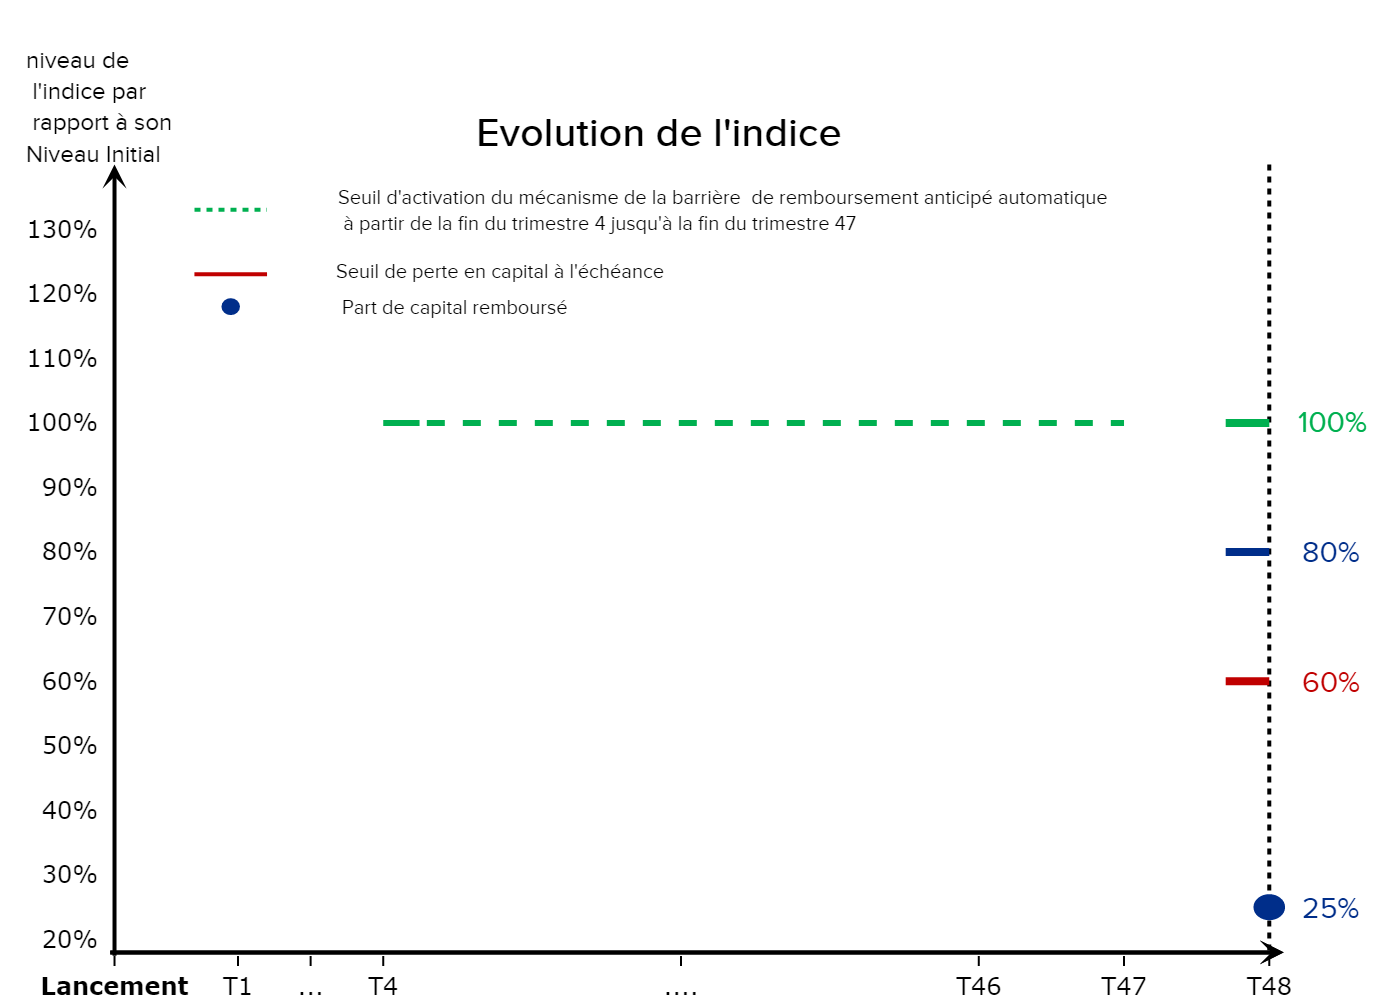 niveau de
l'indice par
rapport à son
Niveau Initial
Evolution de l'indice
Seuil d'activation du mécanisme de la barrière de remboursement anticipé automatique
à partir de la fin du trimestre 4 jusqu'à la fin du trimestre 47
130%
Seuil de perte en capital à l'échéance
120%
Part de capital remboursé
110%
100%
100%
90%
80%
80%
70%
60%
60%
50%
40%
30%
25%
20%
Lancement T1 ... T4 .... T46 T47 T48